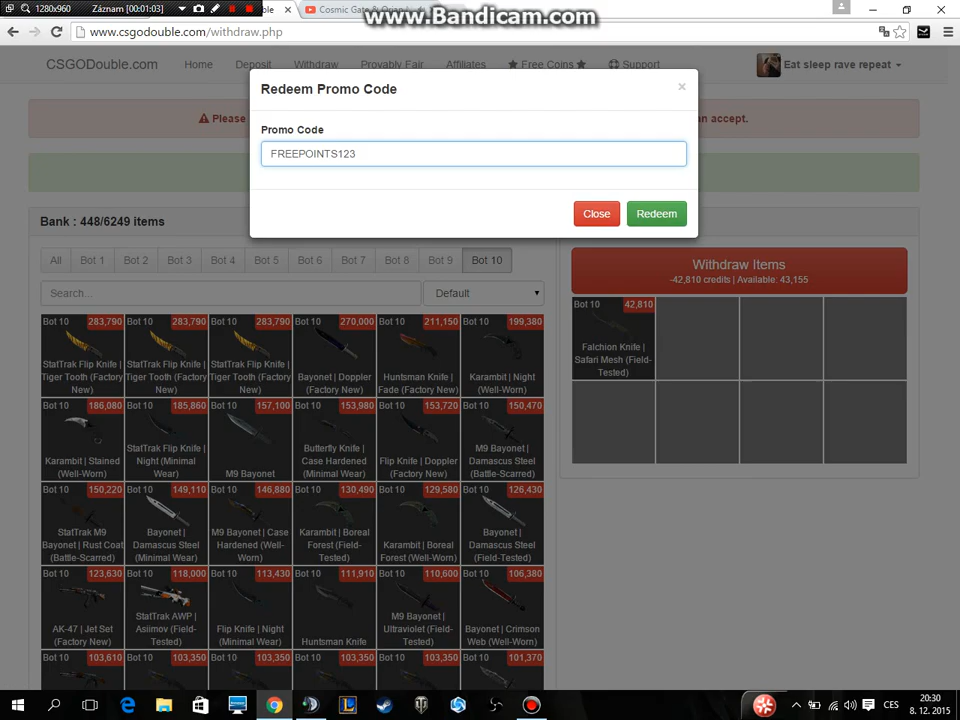 1280x960 Záznam [00:01:03]
Cosmic Gate
www.Bandicam.com
www.csgodouble.com/withdraw.php
CSGODouble.com Home Deposit Withdraw Provably Fair Affiliates ★ Free Coins ★ Support Eat sleep rave repeat
Redeem Promo Code ×
Please
accept.
Promo Code
FREEPOINTS123
Close Redeem
Bank : 448/6249 items
All Bot 1 Bot 2 Bot 3 Bot 4 Bot 5 Bot 6 Bot 7 Bot 8 Bot 9 Bot 10
Search... Default
Withdraw Items
-42,810 credits | Available: 43,155
Bot 10 42,810
Falchion Knife |
Safari Mesh (Field-
Tested)
Bot 10 283,790
StatTrak Flip Knife |
Tiger Tooth (Factory
New)
Bot 10 283,790
StatTrak Flip Knife |
Tiger Tooth (Factory
New)
Bot 10 283,790
StatTrak Flip Knife |
Tiger Tooth (Factory
New)
Bot 10 270,000
Bayonet | Doppler
(Factory New)
Bot 10 211,150
Huntsman Knife |
Fade (Factory New)
Bot 10 199,380
Karambit | Night
(Well-Worn)
Bot 10 186,080
Karambit | Stained
(Well-Worn)
Bot 10 185,860
StatTrak Flip Knife |
Night (Minimal
Wear)
Bot 10 157,100
M9 Bayonet
Bot 10 153,980
Butterfly Knife |
Case Hardened
(Minimal Wear)
Bot 10 153,720
Flip Knife | Doppler
(Factory New)
Bot 10 150,470
M9 Bayonet |
Damascus Steel
(Battle-Scarred)
Bot 10 150,220
StatTrak M9
Bayonet | Rust Coat
(Battle-Scarred)
Bot 10 149,110
Bayonet |
Damascus Steel
(Minimal Wear)
Bot 10 146,880
M9 Bayonet | Case
Hardened (Well-
Worn)
Bot 10 130,490
Karambit | Boreal
Forest (Field-
Tested)
Bot 10 129,580
Karambit | Boreal
Forest (Well-Worn)
Bot 10 126,430
Bayonet |
Damascus Steel
(Field-Tested)
Bot 10 123,630
AK-47 | Jet Set
(Factory New)
Bot 10 118,000
StatTrak AWP |
Asiimov (Field-
Tested)
Bot 10 113,430
Flip Knife | Night
(Minimal Wear)
Bot 10 111,910
Huntsman Knife
Bot 10 110,600
M9 Bayonet |
Ultraviolet (Field-
Tested)
Bot 10 106,380
Bayonet | Crimson
Web (Well-Worn)
Bot 10 103,610
Bot 10 103,350
Bot 10 103,350
Bot 10 103,350
Bot 10 103,350
Bot 10 101,370
CES
20:30
8. 12. 2015